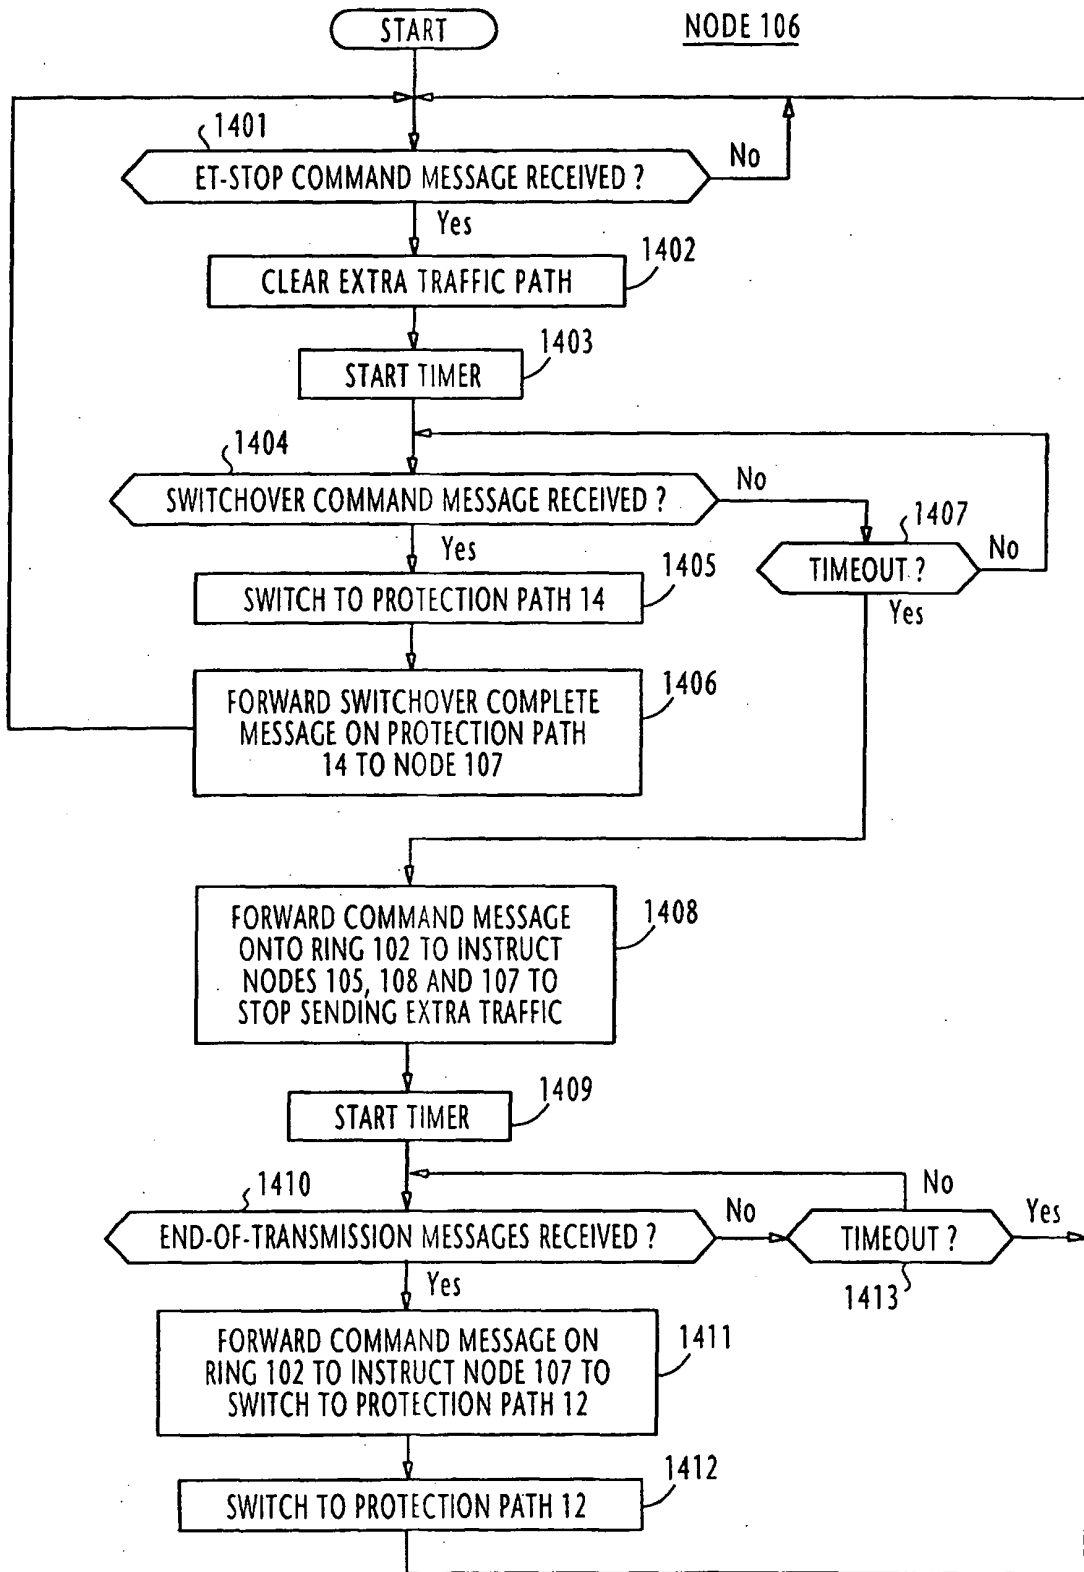 START
NODE 106
1401
ET-STOP COMMAND MESSAGE RECEIVED ?
No
Yes
1402
CLEAR EXTRA TRAFFIC PATH
1403
START TIMER
1404
SWITCHOVER COMMAND MESSAGE RECEIVED ?
No
1407
TIMEOUT ?
No
Yes
Yes
1405
SWITCH TO PROTECTION PATH 14
1406
FORWARD SWITCHOVER COMPLETE
MESSAGE ON PROTECTION PATH
14 TO NODE 107
1408
FORWARD COMMAND MESSAGE
ONTO RING 102 TO INSTRUCT
NODES 105, 108 AND 107 TO
STOP SENDING EXTRA TRAFFIC
1409
START TIMER
1410
END-OF-TRANSMISSION MESSAGES RECEIVED ?
No
No
TIMEOUT ?
Yes
1413
Yes
1411
FORWARD COMMAND MESSAGE ON
RING 102 TO INSTRUCT NODE 107 TO
SWITCH TO PROTECTION PATH 12
1412
SWITCH TO PROTECTION PATH 12